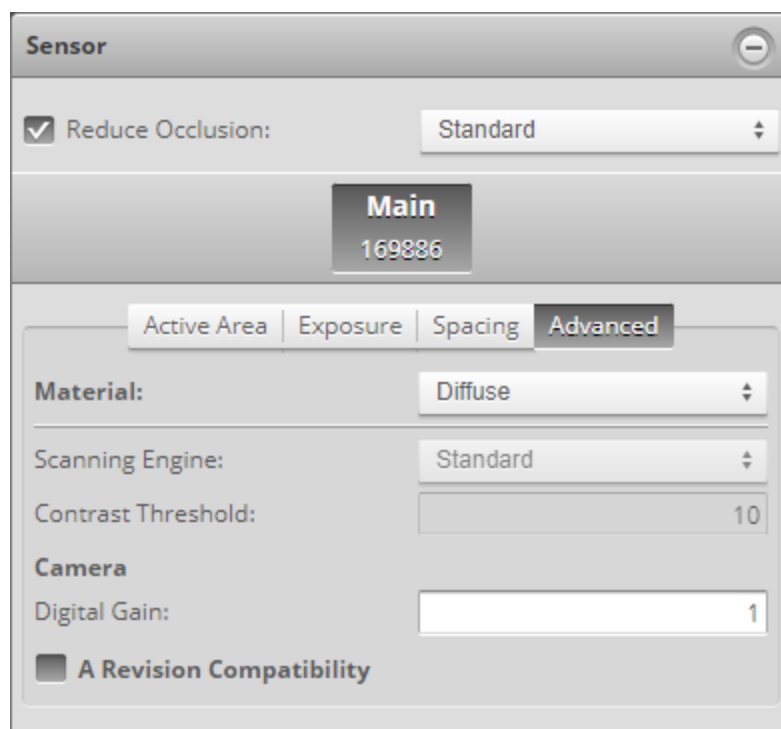 Sensor
Reduce Occlusion: Standard
Main
169886
Active Area Exposure Spacing Advanced
Material: Diffuse
Scanning Engine: Standard
Contrast Threshold: 10
Camera
Digital Gain: 1
A Revision Compatibility